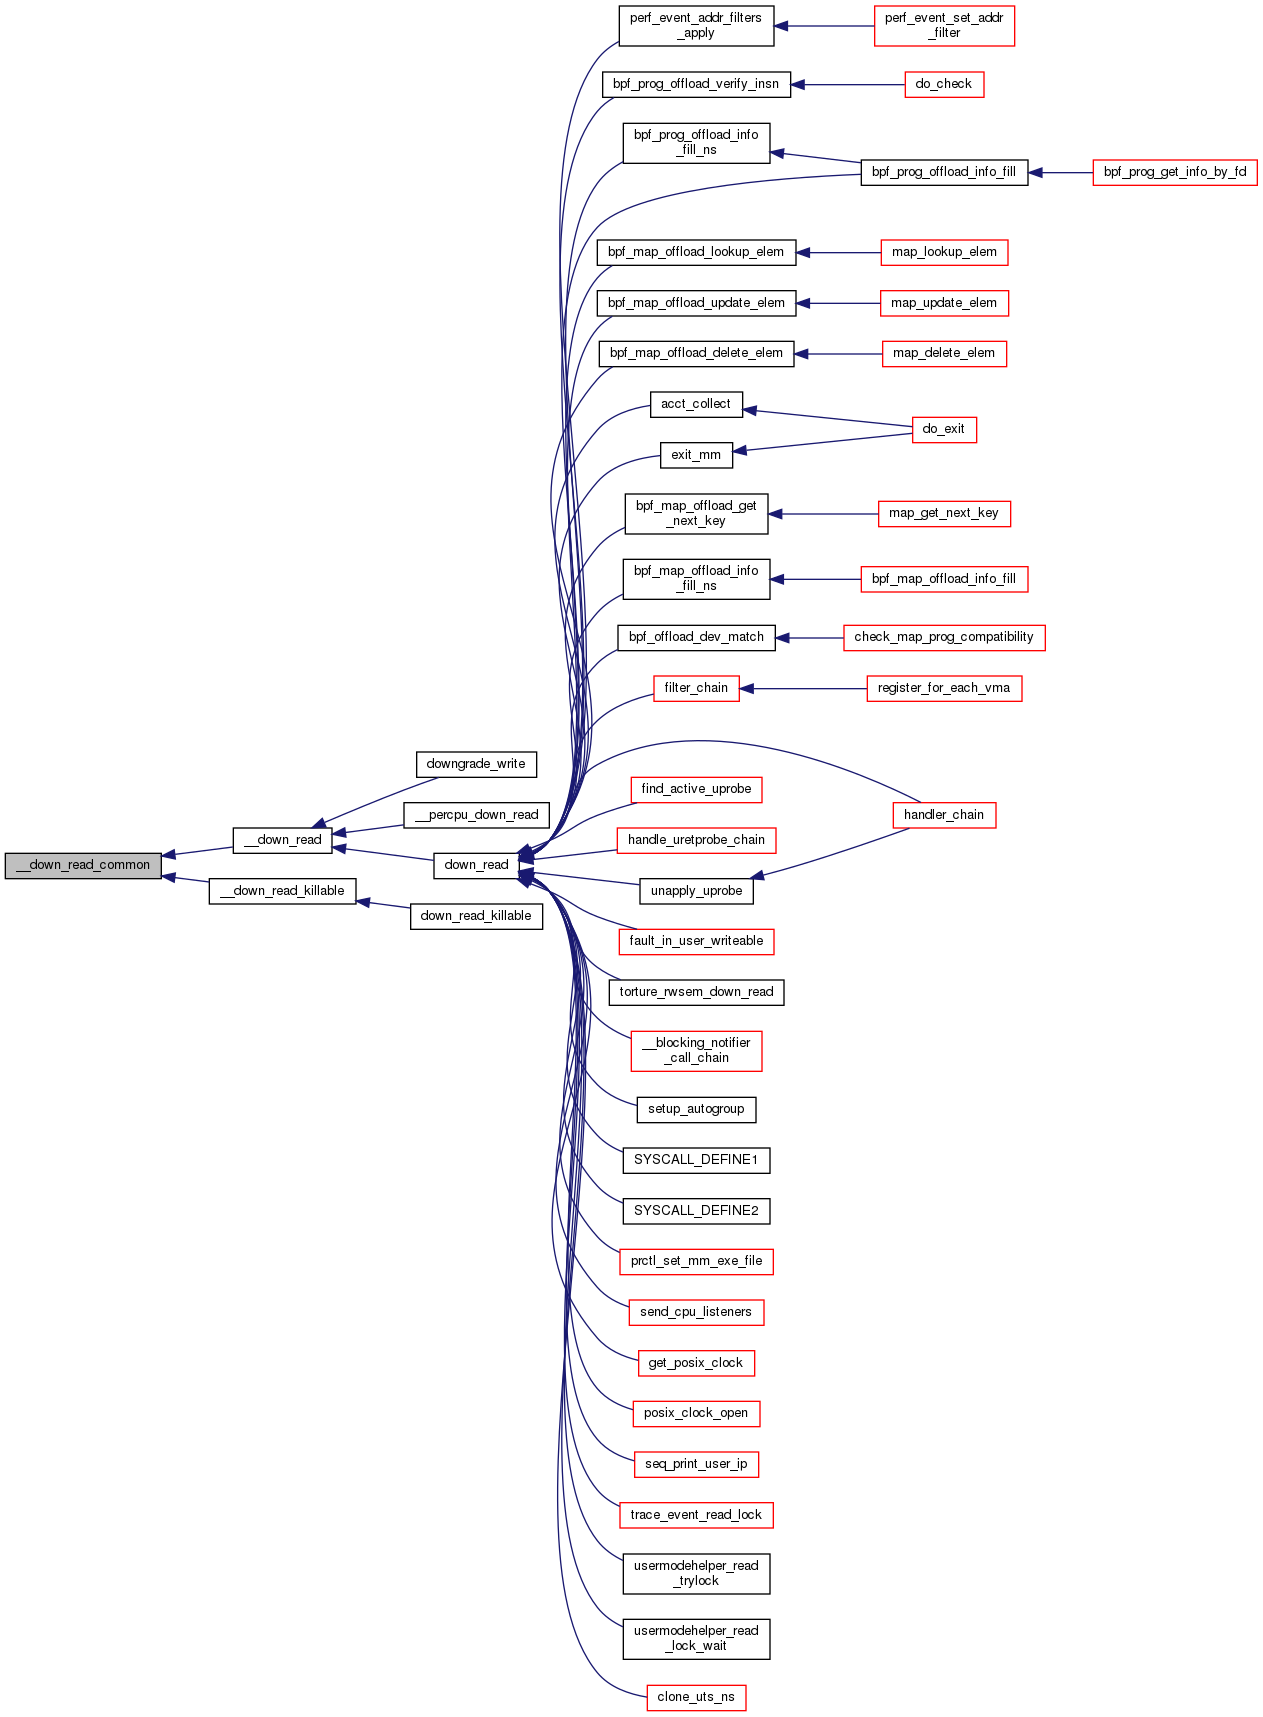 perf_event_addr_filters
_apply
perf_event_set_addr
_filter
bpf_prog_offload_verify_insn
do_check
bpf_prog_offload_info
_fill_ns
bpf_prog_offload_info_fill
bpf_prog_get_info_by_fd
bpf_map_offload_lookup_elem
map_lookup_elem
bpf_map_offload_update_elem
map_update_elem
bpf_map_offload_delete_elem
map_delete_elem
acct_collect
do_exit
exit_mm
bpf_map_offload_get
_next_key
map_get_next_key
bpf_map_offload_info
_fill_ns
bpf_map_offload_info_fill
bpf_offload_dev_match
check_map_prog_compatibility
filter_chain
register_for_each_vma
downgrade_write
find_active_uprobe
__percpu_down_read
handler_chain
__down_read
handle_uretprobe_chain
__down_read_common
down_read
__down_read_killable
unapply_uprobe
down_read_killable
fault_in_user_writeable
torture_rwsem_down_read
__blocking_notifier
_call_chain
setup_autogroup
SYSCALL_DEFINE1
SYSCALL_DEFINE2
prctl_set_mm_exe_file
send_cpu_listeners
get_posix_clock
posix_clock_open
seq_print_user_ip
trace_event_read_lock
usermodehelper_read
_trylock
usermodehelper_read
_lock_wait
clone_uts_ns